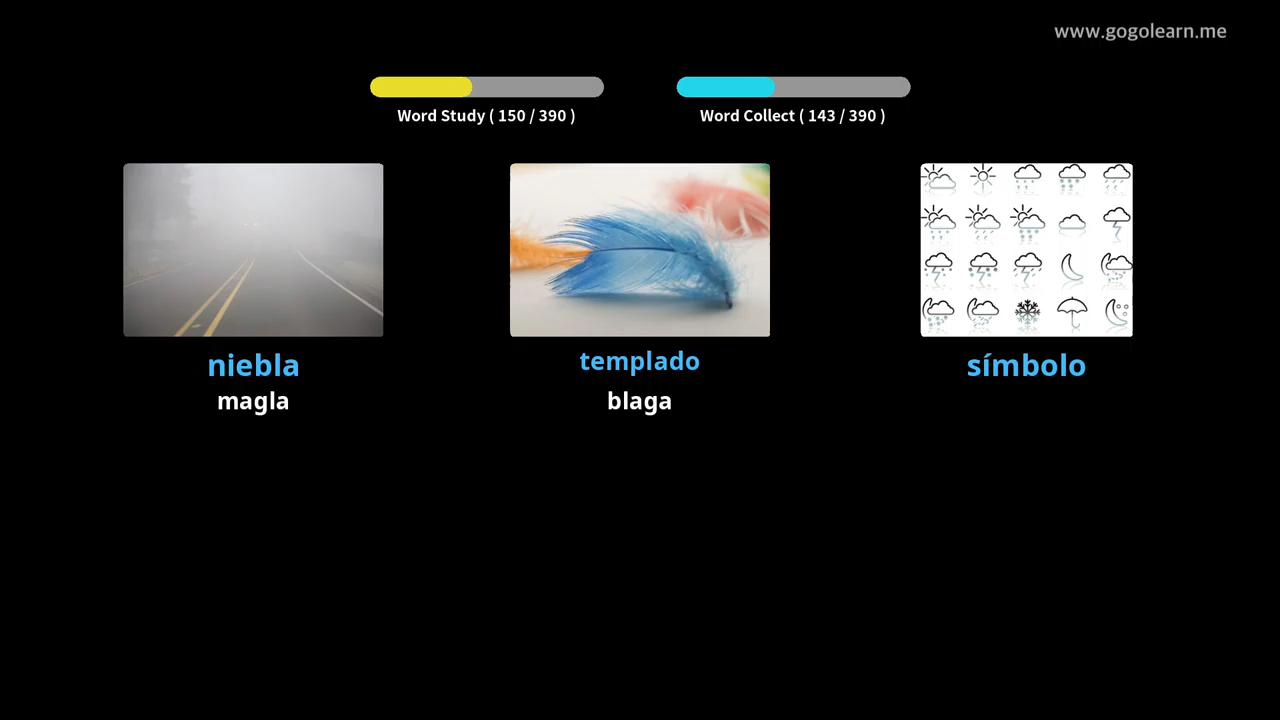 www.gogolearn.me
Word Study ( 150 / 390 )
Word Collect ( 143 / 390 )
niebla
templado
símbolo
magla
blaga